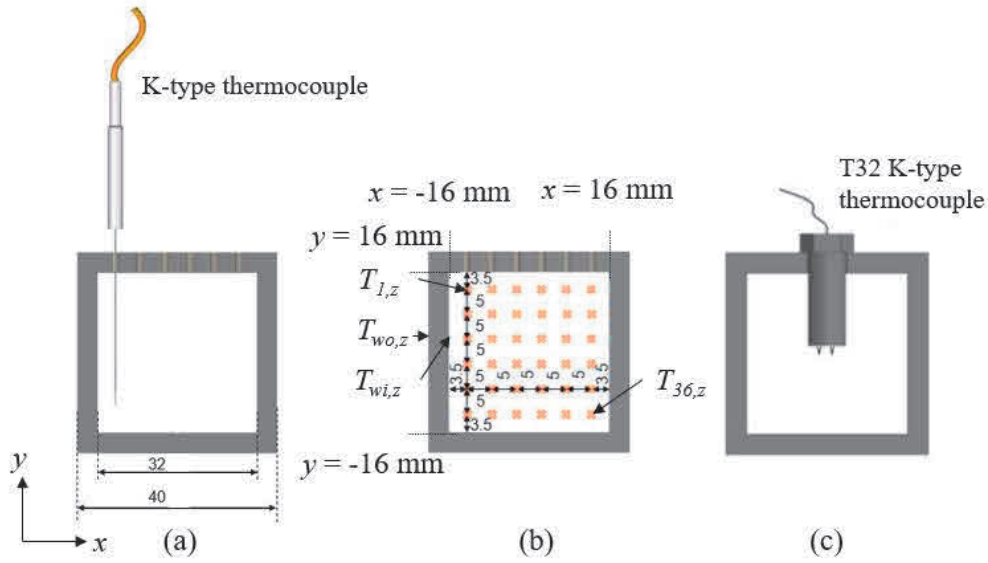 K-type thermocouple
32
40
y
x
(a)
x = -16 mm
x = 16 mm
y = 16 mm
T1,z
Two,z
Twi,z
3.5
5
5
5
5
5
3.5
3.5
5
5
5
5
5
3.5
T36,z
y = -16 mm
(b)
T32 K-type
thermocouple
(c)